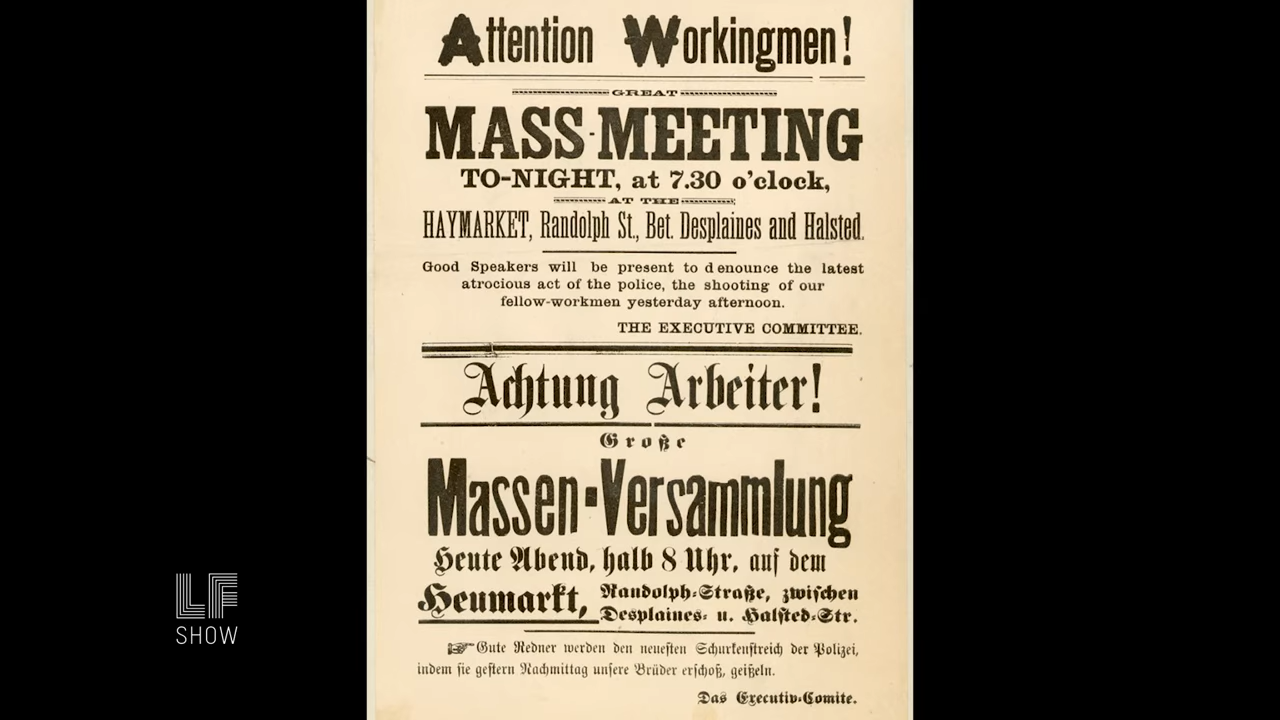 Attention Workingmen!
GREAT
MASS-MEETING
TO-NIGHT, at 7.30 o'clock,
AT THE
HAYMARKET, Randolph St., Bet. Desplaines and Halsted.
Good Speakers will be present to denounce the latest
atrocious act of the police, the shooting of our
fellow-workmen yesterday afternoon.
THE EXECUTIVE COMMITTEE.
Achtung Arbeiter!
Große
Massen-Versammlung
Heute Abend, halb 8 Uhr, auf dem
Heumarkt, Randolph-Straße, zwischen
Desplaines- u. Halsted-Str.
☞ Gute Redner werden den neuesten Schurkenstreich der Polizei,
indem sie gestern Nachmittag unsere Brüder erschoß, geißeln.
Das Executiv-Comite.
LF
SHOW